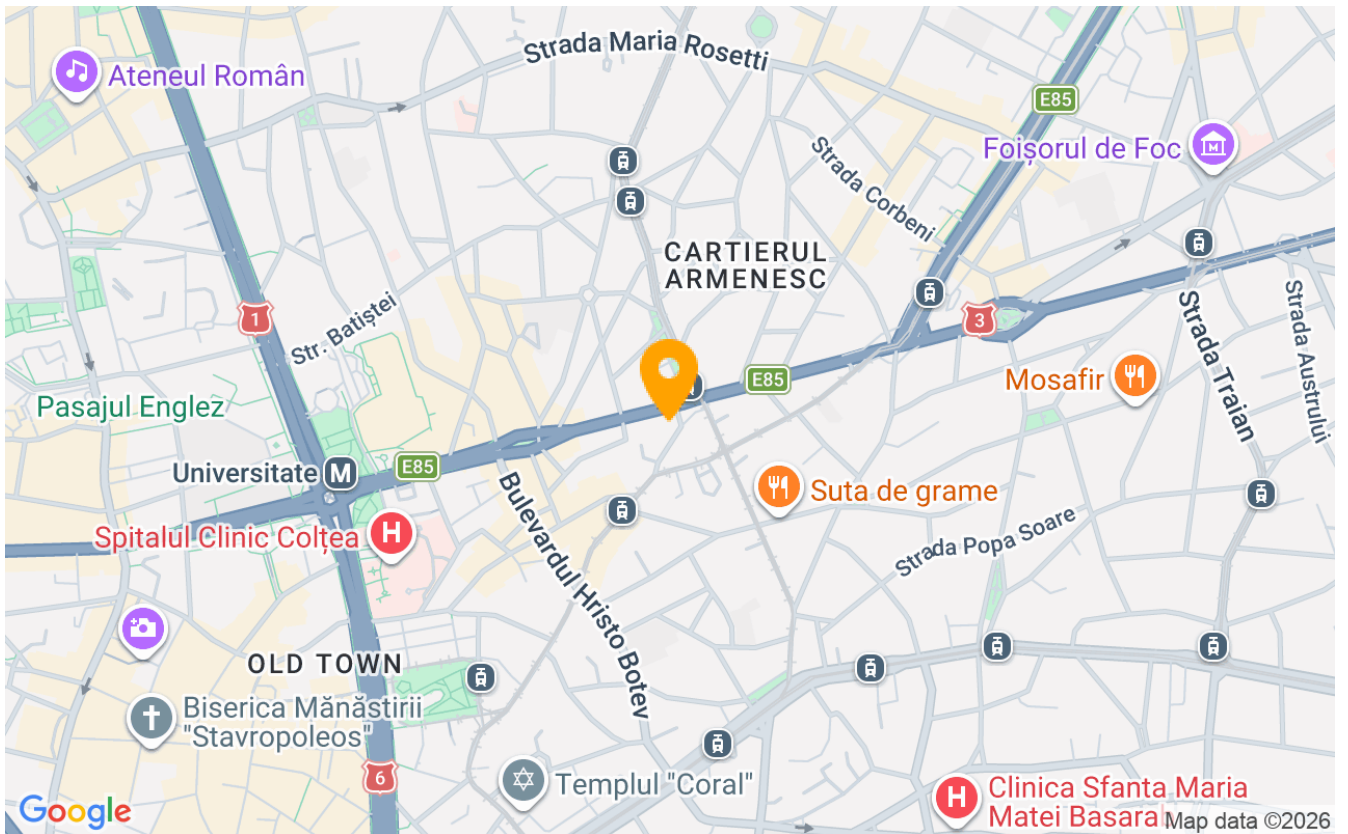 Strada Maria Rosetti
Ateneul Român
E85
Foișorul de Foc
Strada Corbeni
CARTIERUL
ARMENESC
1
Str. Batiștei
3
Strada Traian
Strada Austrului
E85
Mosafir
Pasajul Englez
Universitate
M
E85
Suta de grame
Bulevardul Hristo Botev
Spitalul Clinic Colțea
H
Strada Popa Soare
OLD TOWN
Biserica Mănăstirii
"Stavropoleos"
6
Templul "Coral"
H
Clinica Sfanta Maria
Matei Basara
Google
Map data ©2026